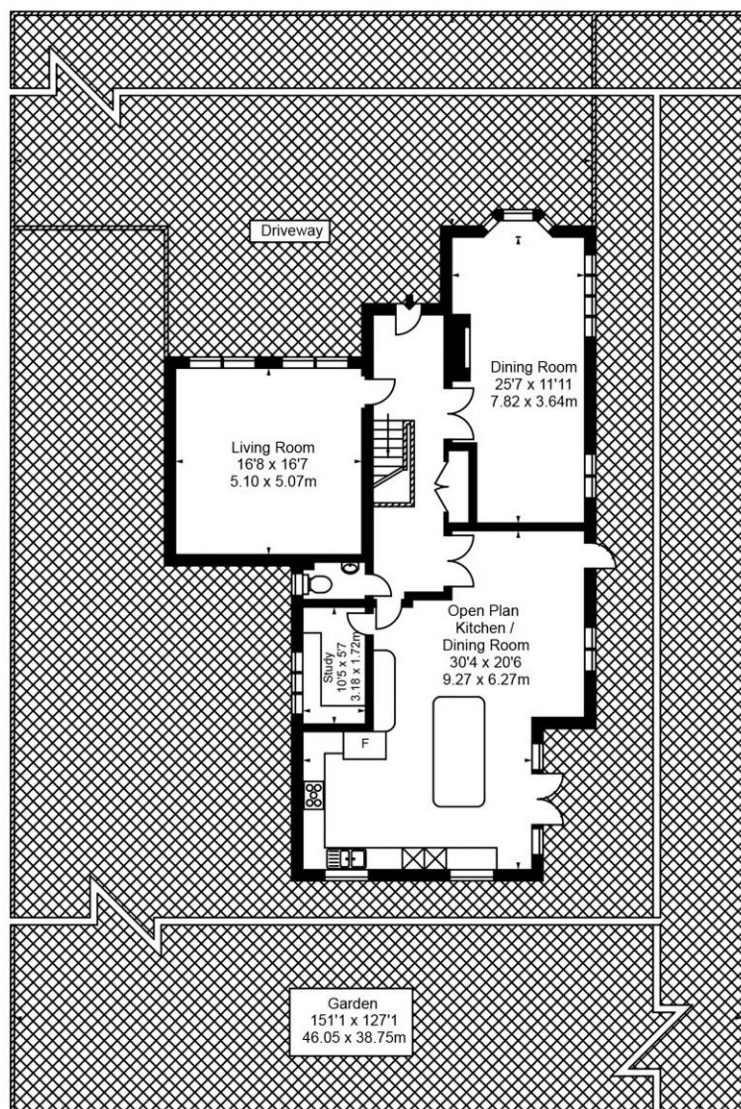 Driveway
Dining Room
25'7 x 11'11
7.82 x 3.64m
Living Room
16'8 x 16'7
5.10 x 5.07m
Open Plan
Kitchen /
Dining Room
30'4 x 20'6
9.27 x 6.27m
Study
10'5 x 5'7
3.18 x 1.72m
F
Garden
151'1 x 127'1
46.05 x 38.75m